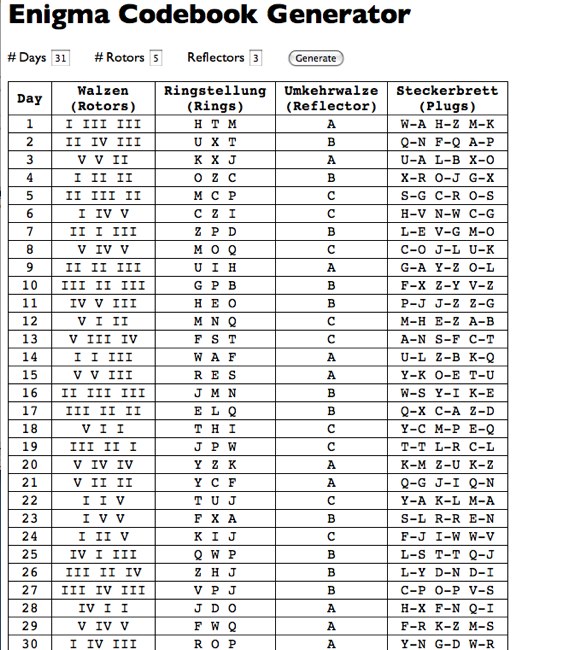 Enigma Codebook Generator
# Days 31 # Rotors 5 Reflectors 3 Generate
Day Walzen (Rotors) Ringstellung (Rings) Umkehrwalze (Reflector) Steckerbrett (Plugs)
1 I III III H T M A W-A H-Z M-K
2 II IV III U X T B Q-N F-Q A-P
3 V V II K X J A U-A L-B X-O
4 I II II O Z C B X-R O-J G-X
5 II III II M C P C S-G C-R O-S
6 I IV V C Z I C H-V N-W C-G
7 II I III Z P D B L-E V-G M-O
8 V IV V M O Q C C-O J-L U-K
9 II II III U I H A G-A Y-Z O-L
10 III II III G P B B F-X Z-Y V-Z
11 IV V III H E O B P-J J-Z Z-G
12 V I II M N Q C M-H E-Z A-B
13 V III IV F S T C A-N S-F C-T
14 I I III W A F A U-L Z-B K-Q
15 V V III R E S A Y-K O-E T-U
16 II III III J M N B W-S Y-I K-E
17 III II II E L Q B Q-X C-A Z-D
18 V I I T H I C Y-C M-P E-Q
19 III II I J P W C T-T L-R C-L
20 V IV IV Y Z K A K-M Z-U K-Z
21 V II II Y C F A Q-G J-I Q-N
22 I I V T U J C Y-A K-L M-A
23 I V V F X A B S-L R-R E-N
24 I II V K I J C F-J I-W W-V
25 IV I III Q W P B L-S T-T Q-J
26 III II IV Z H J B L-Y D-N D-I
27 III IV III V P J B C-P O-P V-S
28 IV I I J D O A H-X F-N Q-I
29 V IV V F W Q A F-R K-Z M-S
30 I IV III R O P A Y-N G-D W-R